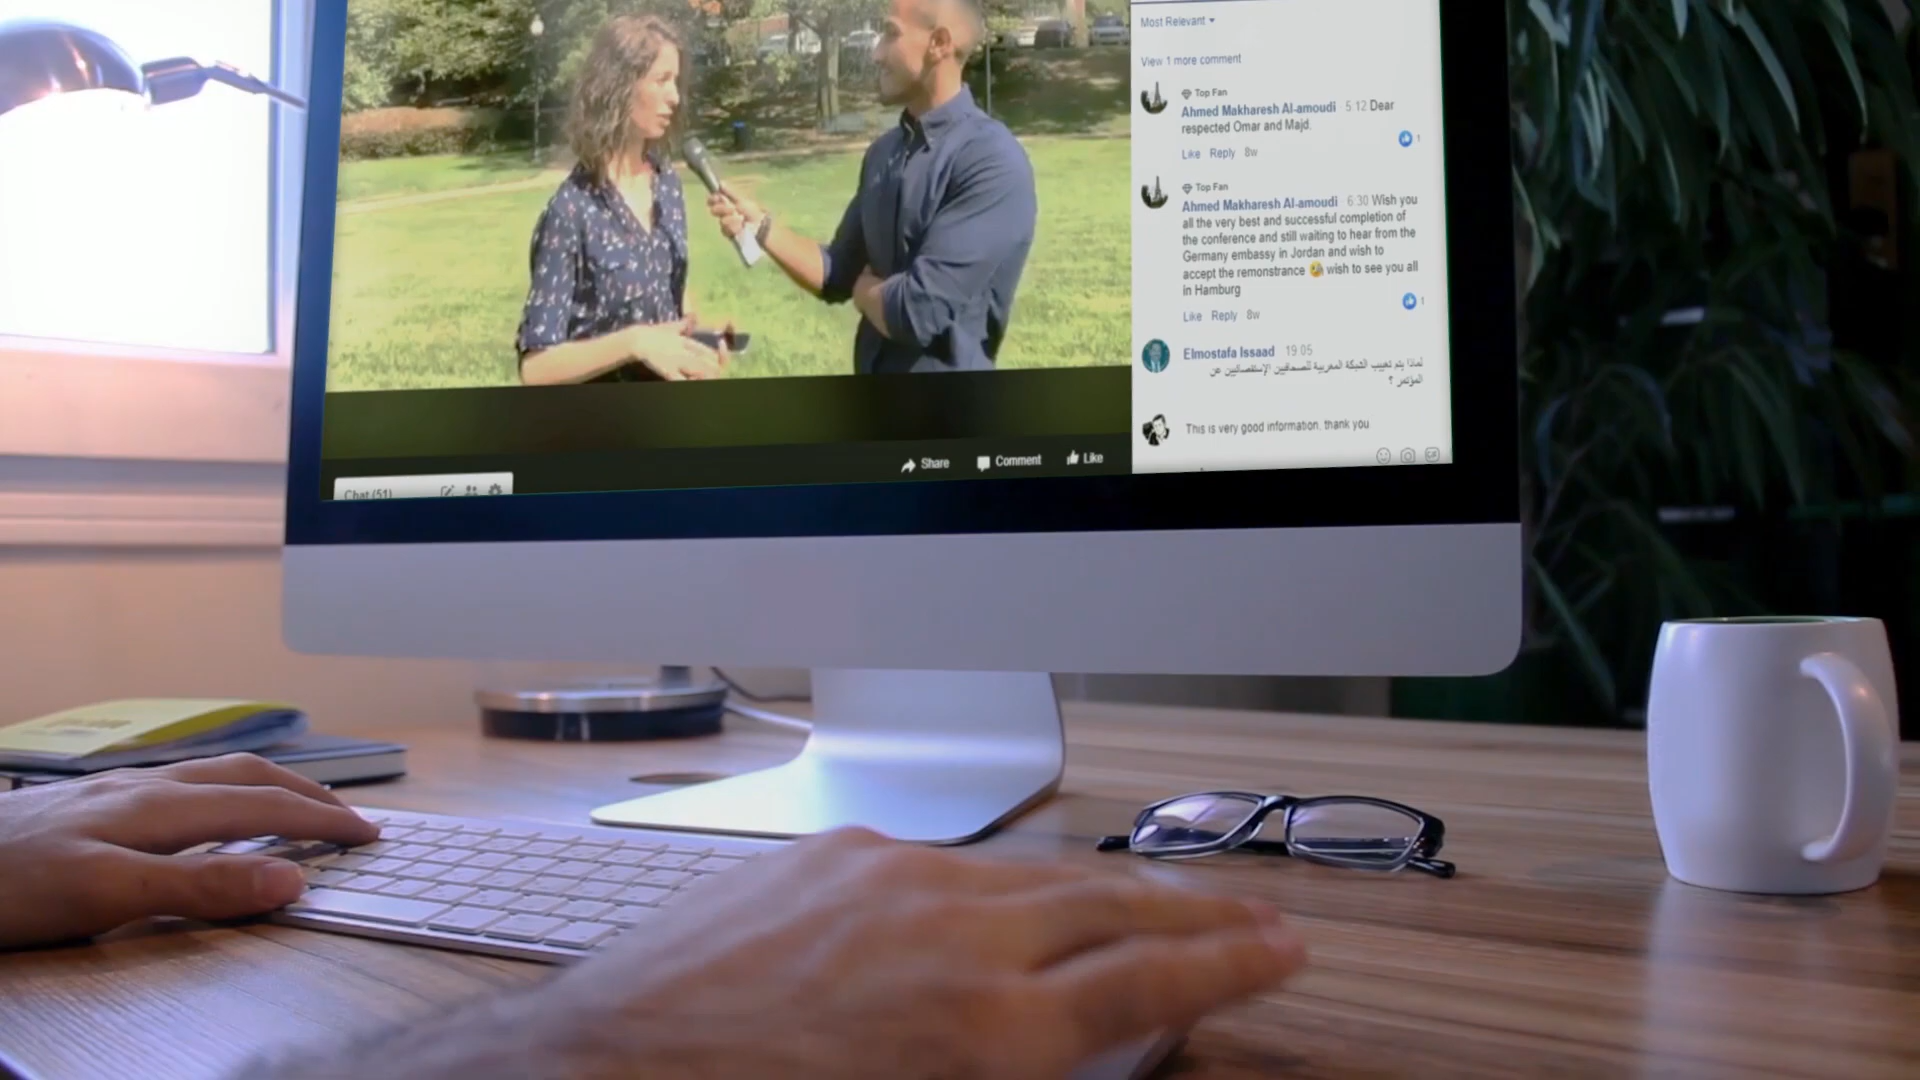 Most Relevant
View 1 more comment
Top Fan
Ahmed Makharesh Al-amoudi 5:12 Dear
respected Omar and Majd.
1
Like Reply 8w
Top Fan
Ahmed Makharesh Al-amoudi 6:30 Wish you
all the very best and successful completion of
the conference and still waiting to hear from the
Germany embassy in Jordan and wish to
accept the remonstrance wish to see you all
in Hamburg
1
Like Reply 8w
Elmostafa Issaad 19:05
لماذا يتم تغييب الشبكة المغربية للصحافيين الإستقصائيين عن
المؤتمر ؟
This is very good information, thank you
GIF
Share Comment Like
Chat (51)